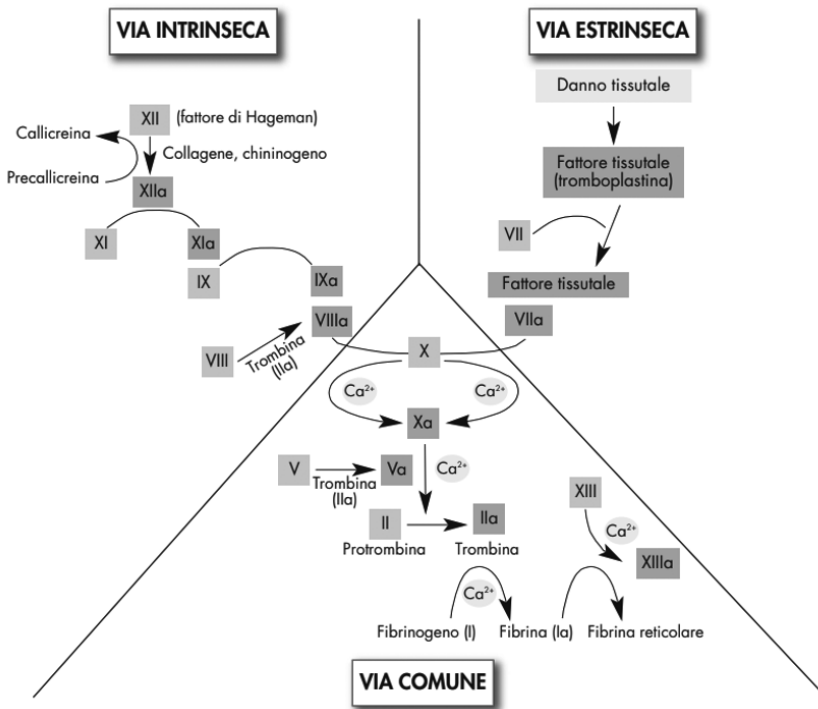 VIA INTRINSECA
VIA ESTRINSECA
XII
(fattore di Hageman)
Callicreina
Collagene, chininogeno
Precallicreina
XIIa
XI
XIa
IX
IXa
VIIIa
VIII
Trombina
(IIa)
Danno tissutale
Fattore tissutale
(tromboplastina)
VII
Fattore tissutale
VIIa
X
Ca²⁺
Ca²⁺
Xa
V
Va
Ca²⁺
Trombina
(IIa)
II
IIa
Protrombina
Trombina
XIII
Ca²⁺
XIIIa
Ca²⁺
Fibrinogeno (I)
Fibrina (Ia)
Fibrina reticolare
VIA COMUNE